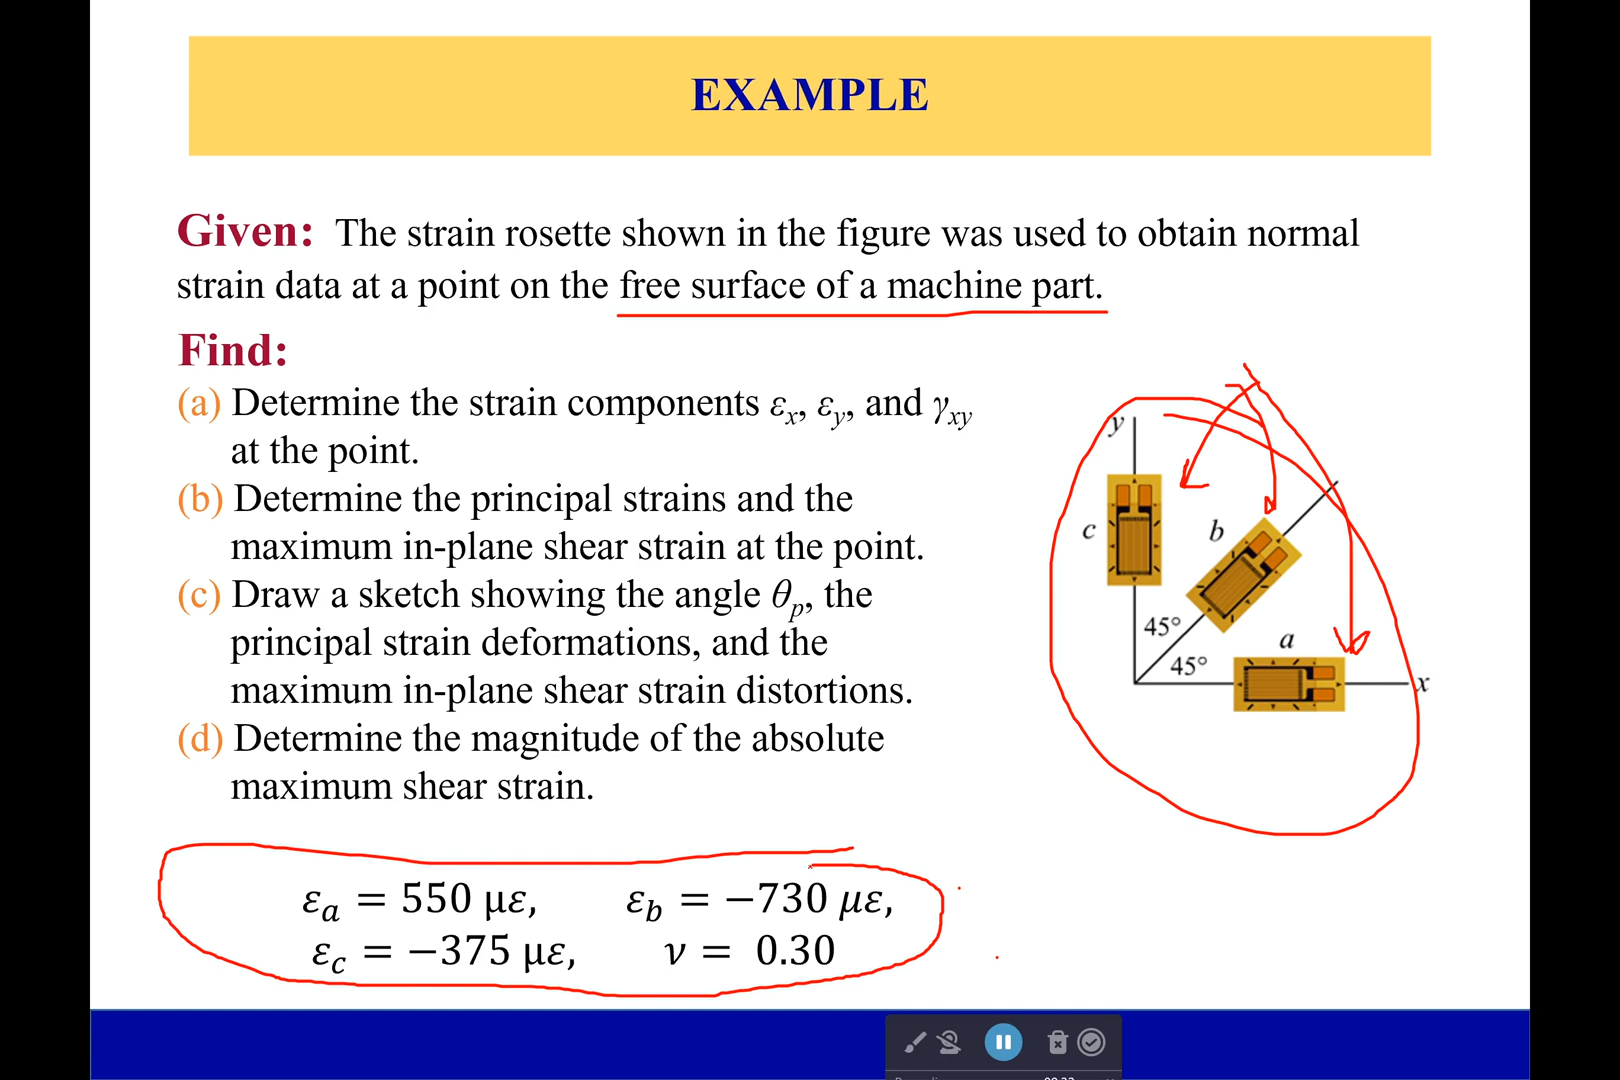 EXAMPLE
Given: The strain rosette shown in the figure was used to obtain normal
strain data at a point on the free surface of a machine part.
Find:
(a) Determine the strain components εx, εy, and γxy
at the point.
(b) Determine the principal strains and the
maximum in-plane shear strain at the point.
(c) Draw a sketch showing the angle θp, the
principal strain deformations, and the
maximum in-plane shear strain distortions.
(d) Determine the magnitude of the absolute
maximum shear strain.
y
c
b
45°
a
45°
x
εa = 550 με, εb = −730 με,
εc = −375 με, ν = 0.30